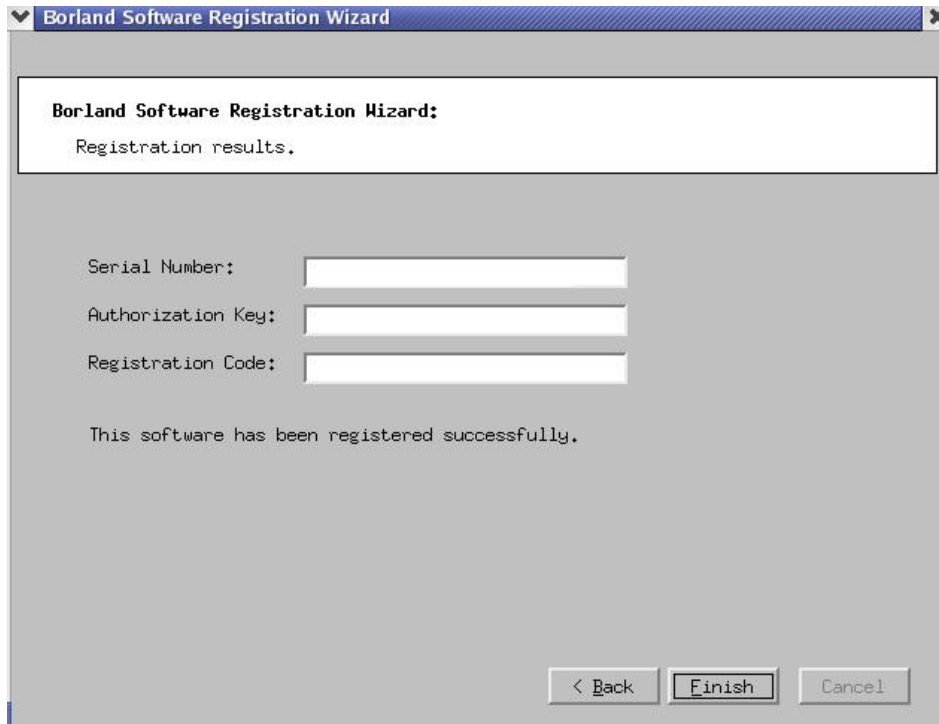 Borland Software Registration Wizard
Borland Software Registration Wizard:
Registration results.
Serial Number:
Authorization Key:
Registration Code:
This software has been registered successfully.
< Back
Finish
Cancel